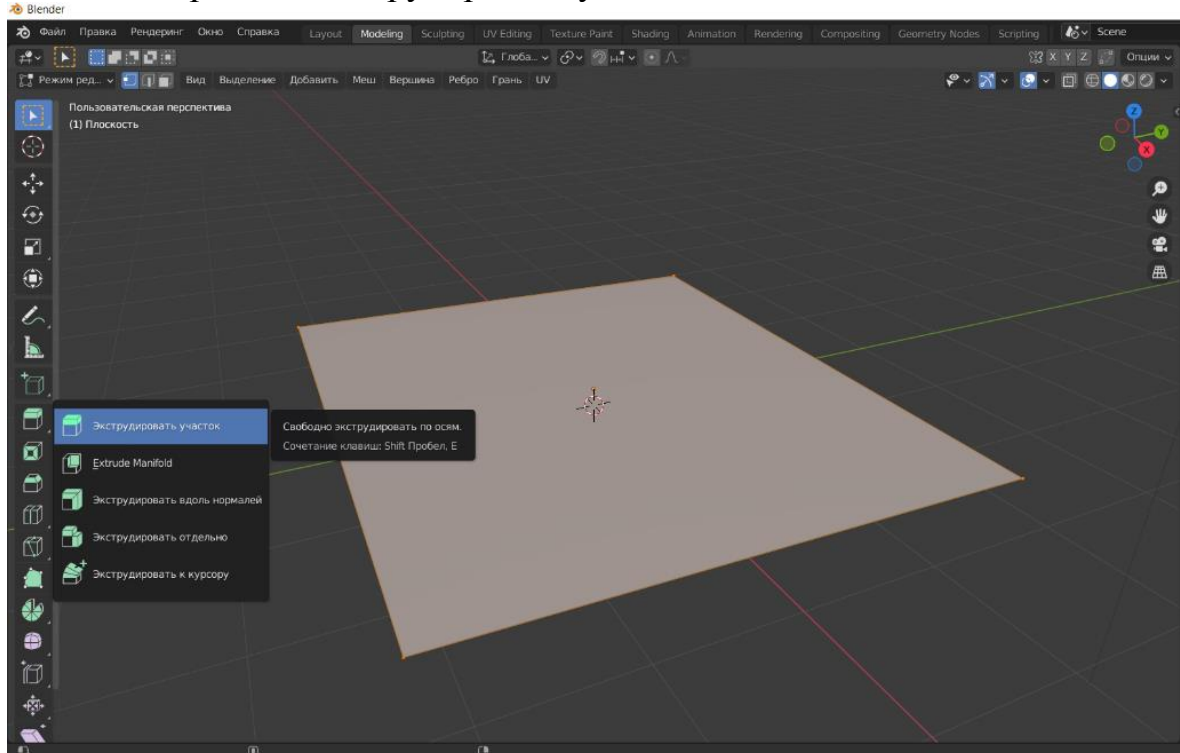 Blender
Файл Правка Рендеринг Окно Справка Layout Modeling Sculpting UV Editing Texture Paint Shading Animation Rendering Compositing Geometry Nodes Scripting Scene
Глоба... X Y Z Опции
Режим ред... Вид Выделение Добавить Меш Вершина Ребро Грань UV
Пользовательская перспектива
(1) Плоскость
Z
Y
X
Экструдировать участок
Свободно экструдировать по осям.
Сочетание клавиш: Shift Пробел, E
Extrude Manifold
Экструдировать вдоль нормалей
Экструдировать отдельно
Экструдировать к курсору